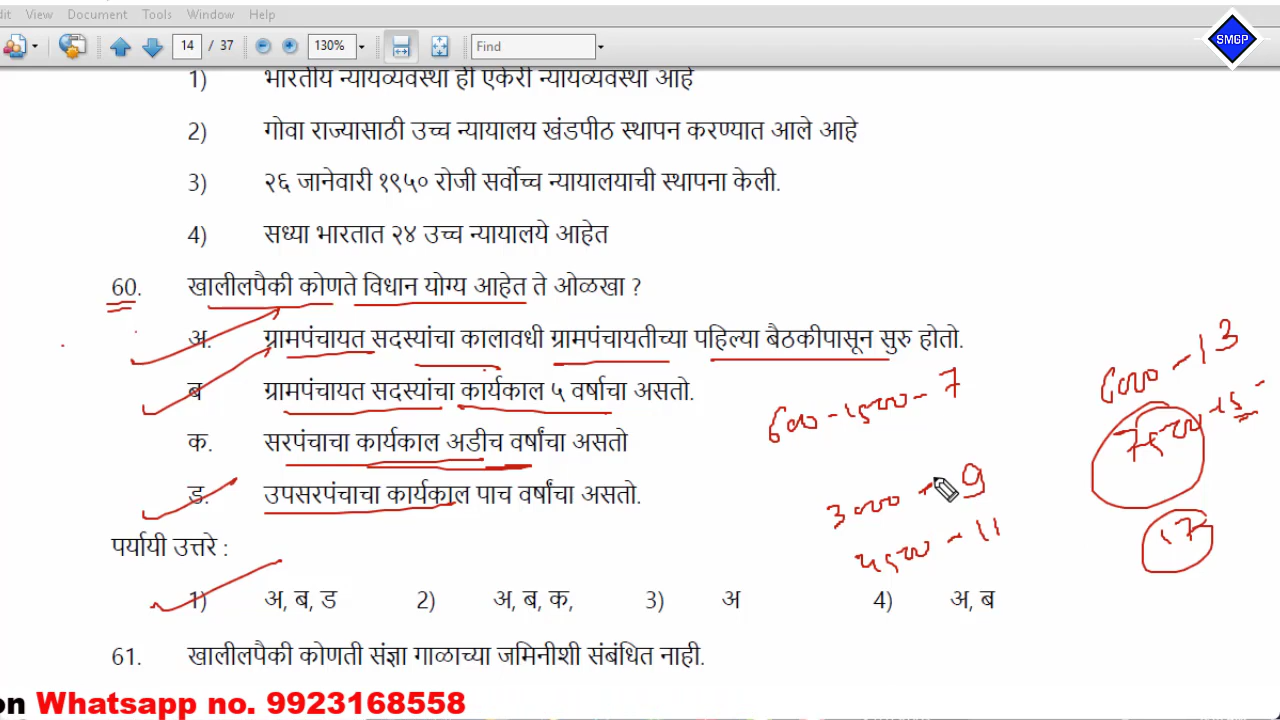 dit View Document Tools Window Help
14 / 37 130% Find
SMGP
1) भारतीय न्यायव्यवस्था ही एकेरी न्यायव्यवस्था आहे
2) गोवा राज्यासाठी उच्च न्यायालय खंडपीठ स्थापन करण्यात आले आहे
3) २६ जानेवारी १९५० रोजी सर्वोच्च न्यायालयाची स्थापना केली.
4) सध्या भारतात २४ उच्च न्यायालये आहेत
60. खालीलपैकी कोणते विधान योग्य आहेत ते ओळखा ?
अ. ग्रामपंचायत सदस्यांचा कालावधी ग्रामपंचायतीच्या पहिल्या बैठकीपासून सुरु होतो.
6000 - 13
ब ग्रामपंचायत सदस्यांचा कार्यकाल ५ वर्षाचा असतो.
600 - 1500 - 7
7500 - 15
क. सरपंचाचा कार्यकाल अडीच वर्षांचा असतो
ड. उपसरपंचाचा कार्यकाल पाच वर्षांचा असतो.
3000 - 9
4500 - 11
17
पर्यायी उत्तरे :
1) अ, ब, ड 2) अ, ब, क, 3) अ 4) अ, ब
61. खालीलपैकी कोणती संज्ञा गाळाच्या जमिनीशी संबंधित नाही.
on Whatsapp no. 9923168558